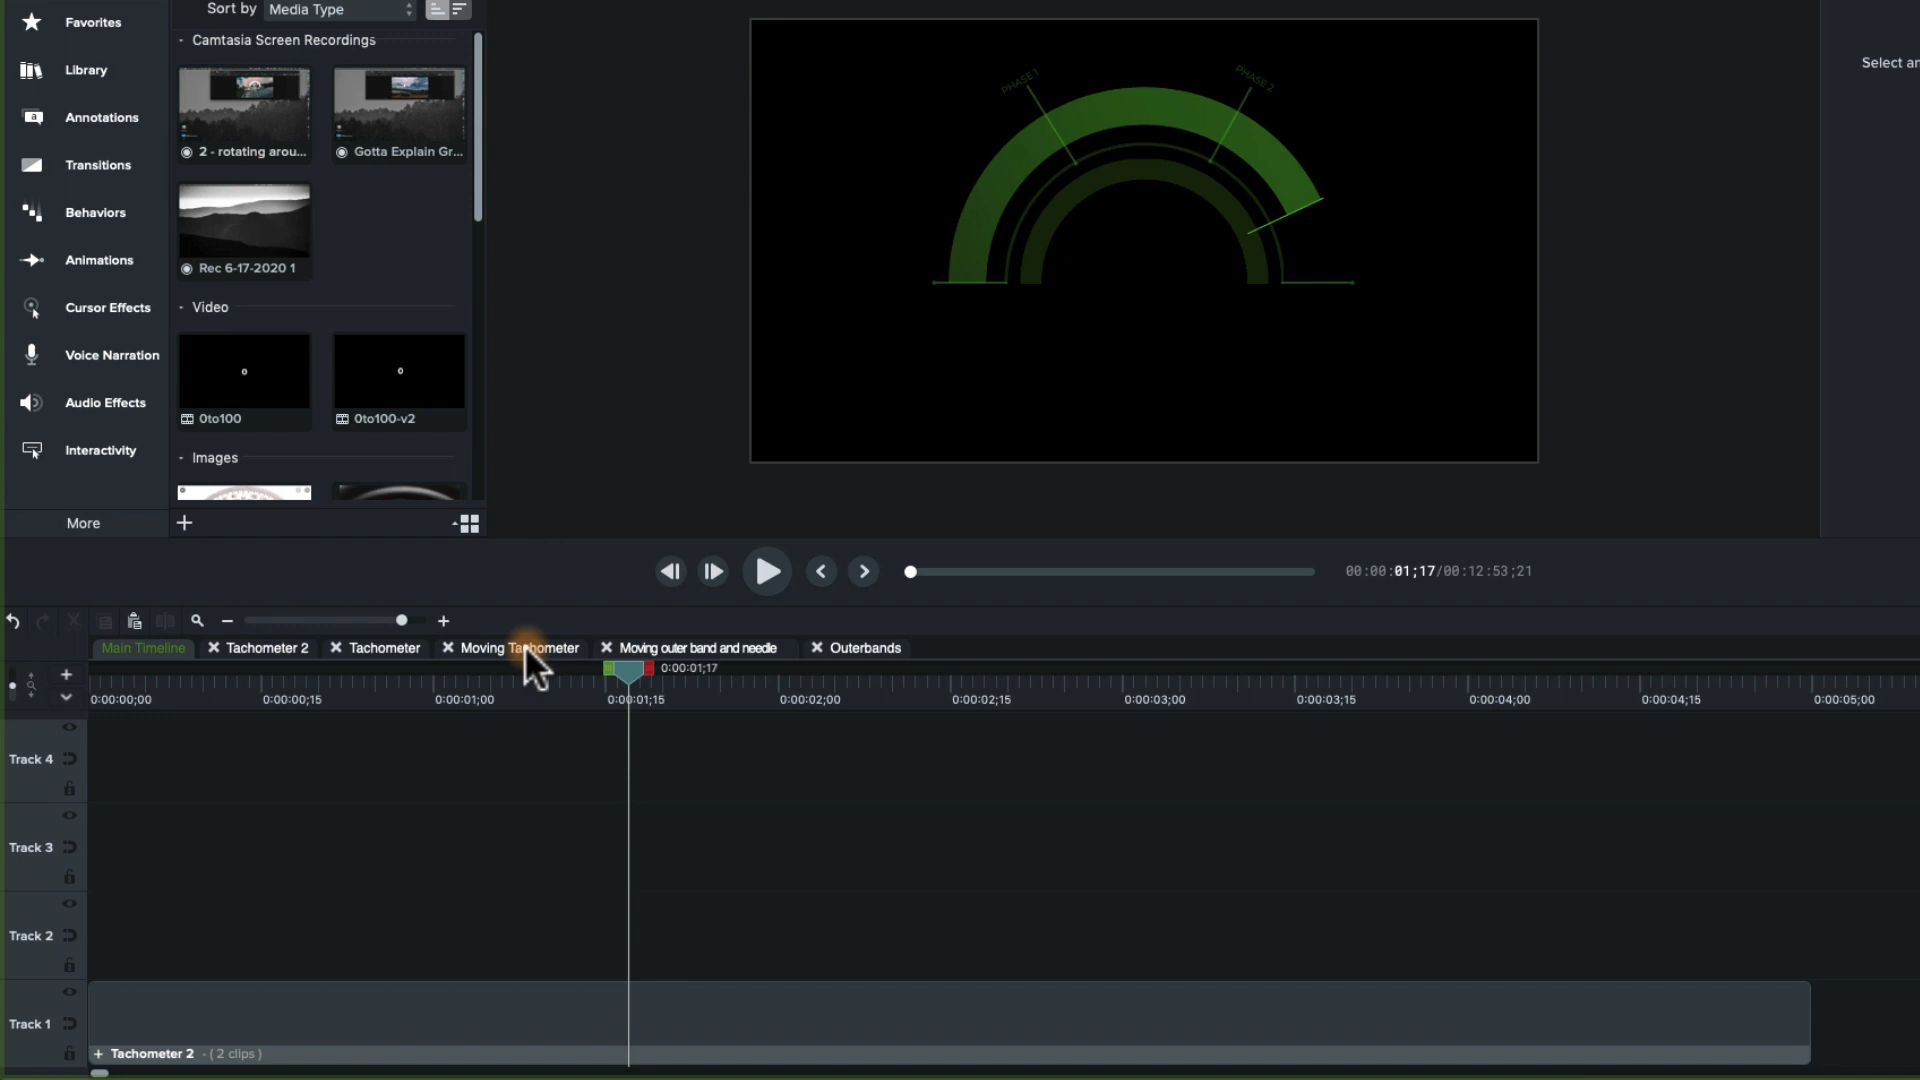 Favorites
Library
Annotations
Transitions
Behaviors
Animations
Cursor Effects
Voice Narration
Audio Effects
Interactivity
More
Sort by Media Type
- Camtasia Screen Recordings
2 - rotating arou...
Gotta Explain Gr...
Rec 6-17-2020 1
- Video
0to100
0to100-v2
- Images
PHASE 1
PHASE 2
Select an
00:00:01;17/00:12:53;21
Main Timeline
Tachometer 2
Tachometer
Moving Tachometer
Moving outer band and needle
Outerbands
0:00:01;17
0:00:00;00 0:00:00;15 0:00:01;00 0:00:01;15 0:00:02;00 0:00:02;15 0:00:03;00 0:00:03;15 0:00:04;00 0:00:04;15 0:00:05;00
Track 4
Track 3
Track 2
Track 1
+ Tachometer 2 - ( 2 clips )